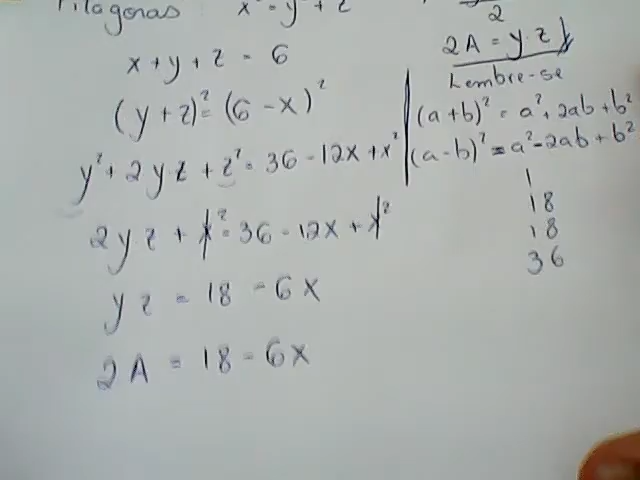 Pitágoras x² = y² + z²
x + y + z = 6
(y + z)² = (6 - x)²
y² + 2yz + z² = 36 - 12x + x²
2yz + x² = 36 - 12x + x²
yz = 18 - 6x
2A = 18 - 6x
2
2A = y.z
Lembre-se
(a+b)² = a² + 2ab + b²
(a-b)² = a² - 2ab + b²
1
18
18
36